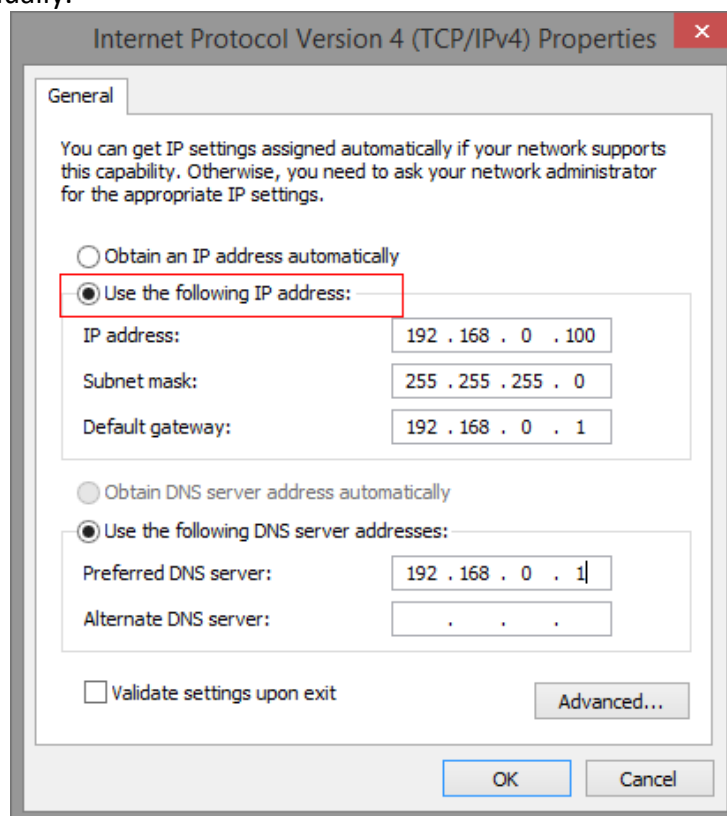 ually.
Internet Protocol Version 4 (TCP/IPv4) Properties
General
You can get IP settings assigned automatically if your network supports
this capability. Otherwise, you need to ask your network administrator
for the appropriate IP settings.
Obtain an IP address automatically
Use the following IP address:
IP address: 192 . 168 . 0 . 100
Subnet mask: 255 . 255 . 255 . 0
Default gateway: 192 . 168 . 0 . 1
Obtain DNS server address automatically
Use the following DNS server addresses:
Preferred DNS server: 192 . 168 . 0 . 1
Alternate DNS server: . . .
Validate settings upon exit
Advanced...
OK Cancel